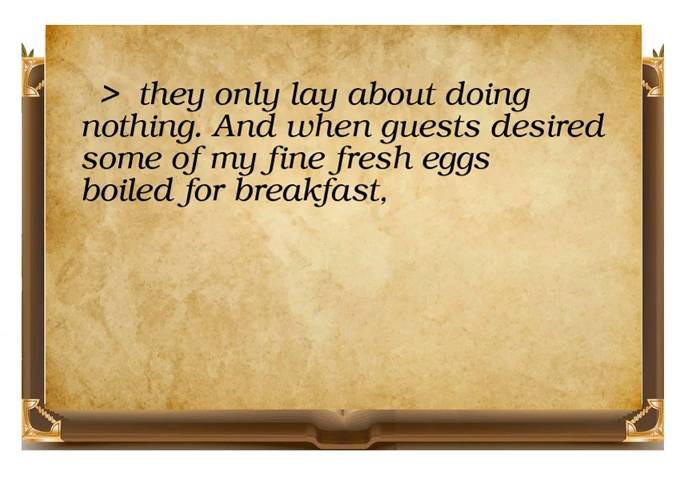 > they only lay about doing
nothing. And when guests desired
some of my fine fresh eggs
boiled for breakfast,